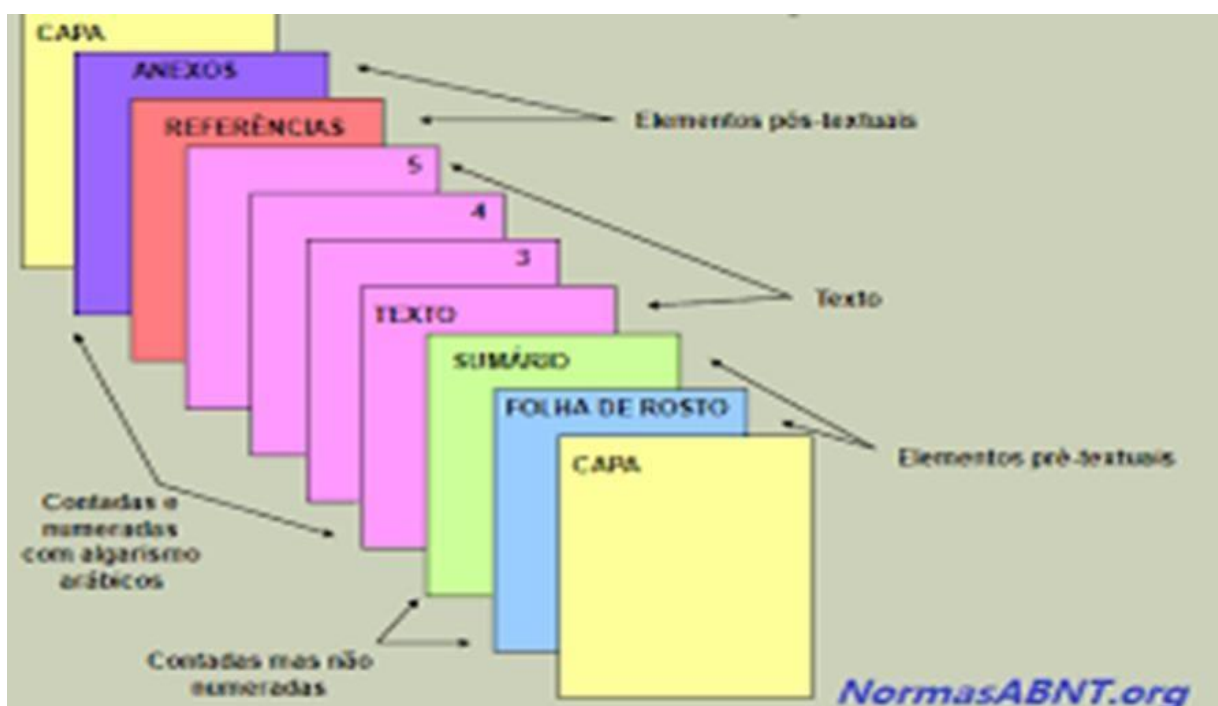 CAPA
ANEXOS
Elementos pós-textuais
REFERÊNCIAS
5
4
3
Texto
TEXTO
SUMÁRIO
FOLHA DE ROSTO
Elementos pré-textuais
CAPA
Contadas e
numeradas
com algarismo
arábicos
Contadas mas não
numeradas
NormasABNT.org